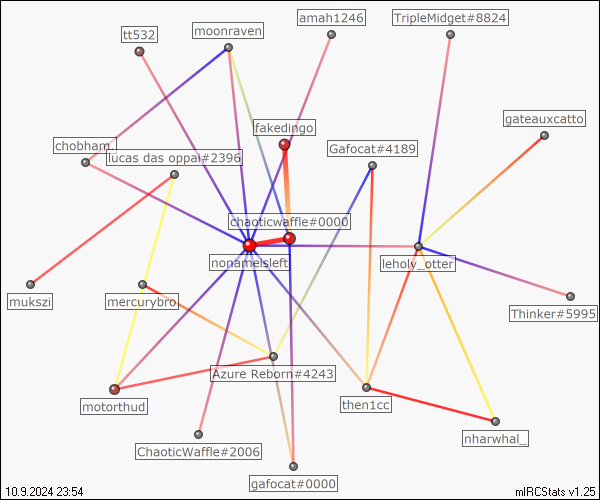 amah1246
TripleMidget#8824
tt532
moonraven
gateauxcatto
fakedingo
chobham.
Gafocat#4189
lucas das oppai#2396
chaoticwaffle#0000
nonameisleft
leholy_otter
mukszi
mercurybro
Thinker#5995
Azure Reborn#4243
motorthud
then1cc
nharwhal_
ChaoticWaffle#2006
gafocat#0000
10.9.2024 23:54
mIRCStats v1.25